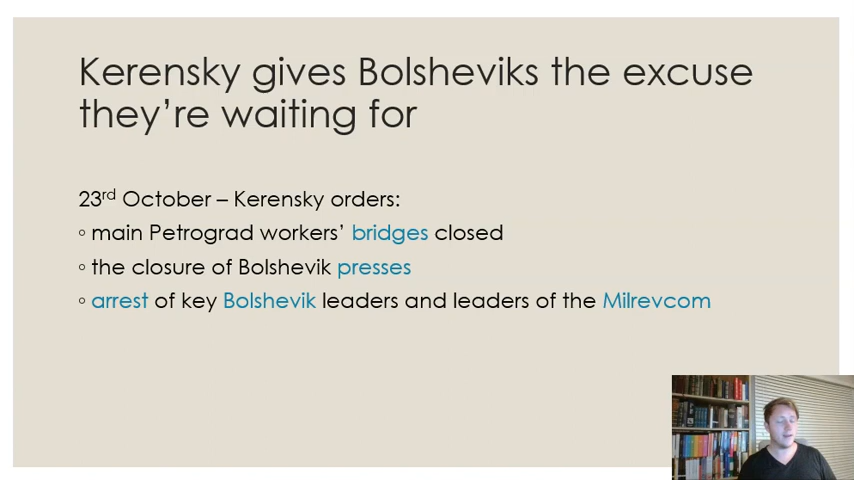 Kerensky gives Bolsheviks the excuse
they're waiting for
23rd October – Kerensky orders:
◦ main Petrograd workers' bridges closed
◦ the closure of Bolshevik presses
◦ arrest of key Bolshevik leaders and leaders of the Milrevcom